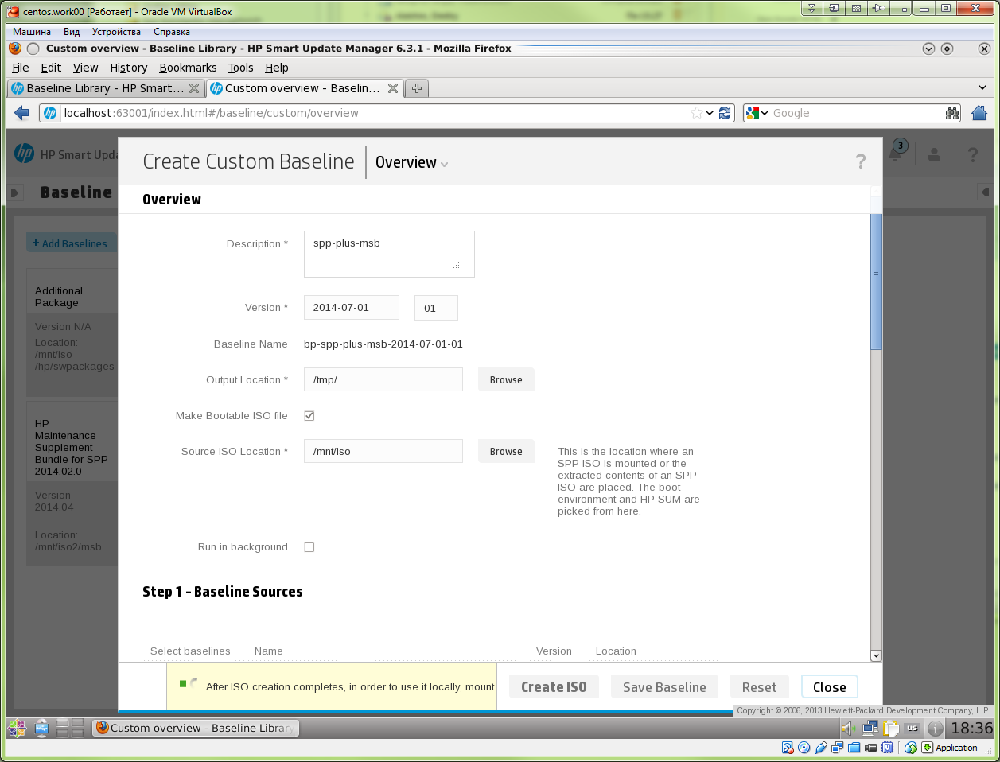 centos.work00 [Работает] - Oracle VM VirtualBox
Машина Вид Устройства Справка
Custom overview - Baseline Library - HP Smart Update Manager 6.3.1 - Mozilla Firefox
File Edit View History Bookmarks Tools Help
Baseline Library - HP Smart... Custom overview - Baselin...
localhost:63001/index.html#/baseline/custom/overview
Google
HP Smart Upda
3
?
Create Custom Baseline
Overview
?
Baseline
Overview
+ Add Baselines
Additional
Package
Version N/A
Location:
/mnt/iso
/hp/swpackages
HP
Maintenance
Supplement
Bundle for SPP
2014.02.0
Version
2014.04
Location:
/mnt/iso2/msb
Description *
spp-plus-msb
Version *
2014-07-01
01
Baseline Name
bp-spp-plus-msb-2014-07-01-01
Output Location *
/tmp/
Browse
Make Bootable ISO file
Source ISO Location *
/mnt/iso
Browse
This is the location where an
SPP ISO is mounted or the
extracted contents of an SPP
ISO are placed. The boot
environment and HP SUM are
picked from here.
Run in background
Step 1 - Baseline Sources
Select baselines Name Version Location
After ISO creation completes, in order to use it locally, mount
Create ISO
Save Baseline
Reset
Close
Copyright © 2006, 2013 Hewlett-Packard Development Company, L.P.
Custom overview - Baseline Library
us
18:36
Application